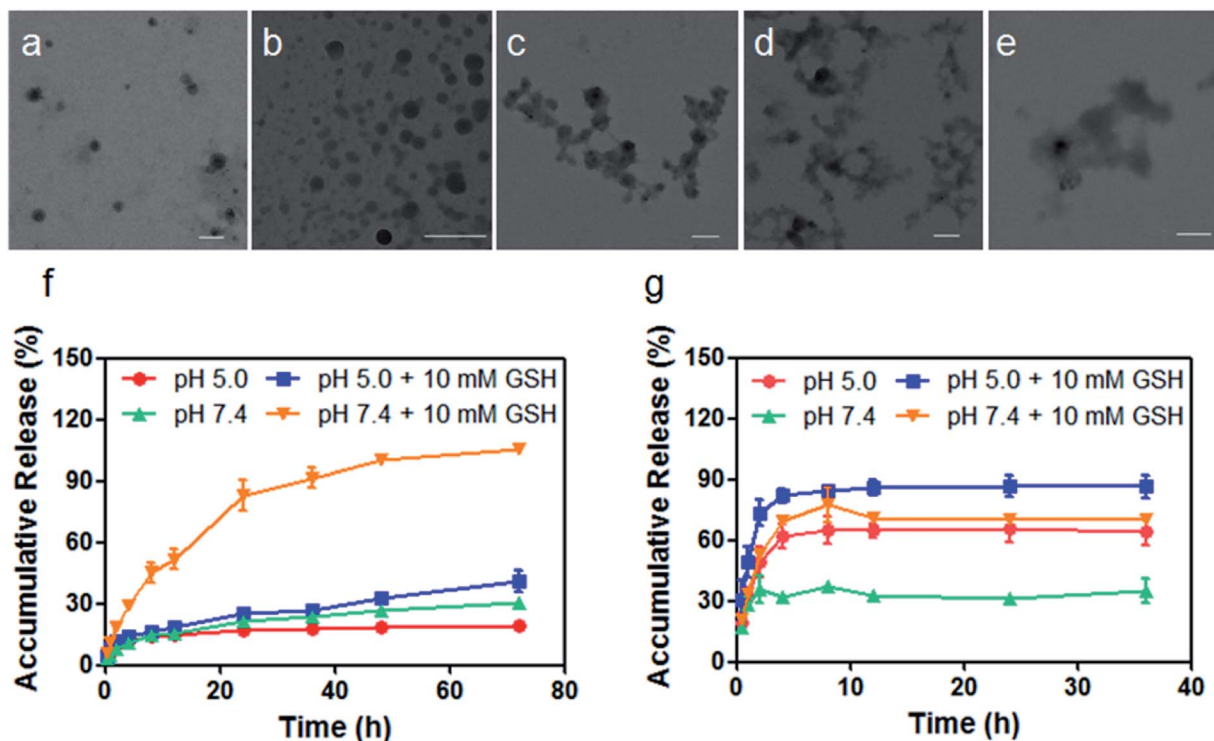 a b c d e
f g
Accumulative Release (%)
150
120
90
60
30
0
pH 5.0 pH 5.0 + 10 mM GSH
pH 7.4 pH 7.4 + 10 mM GSH
0 20 40 60 80
Time (h)
Accumulative Release (%)
150
120
90
60
30
0
pH 5.0 pH 5.0 + 10 mM GSH
pH 7.4 pH 7.4 + 10 mM GSH
0 10 20 30 40
Time (h)